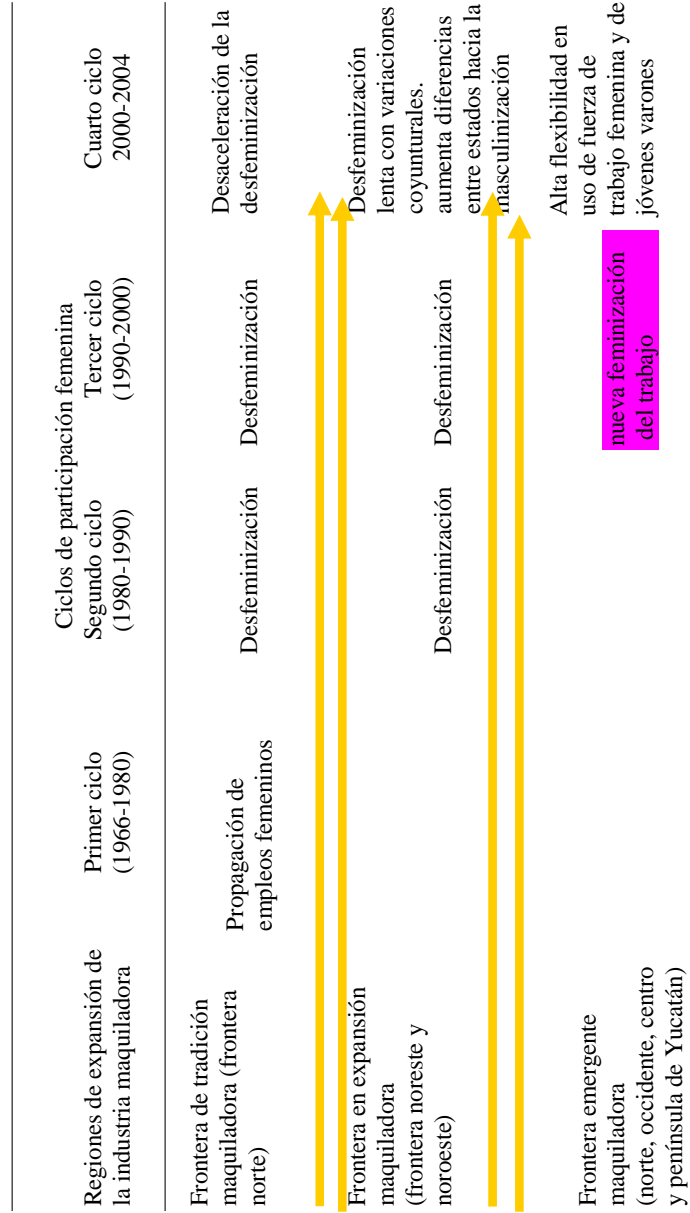 Ciclos de participación femenina
Regiones de expansión de
la industria maquiladora
Primer ciclo
(1966-1980)
Segundo ciclo
(1980-1990)
Tercer ciclo
(1990-2000)
Cuarto ciclo
2000-2004
Frontera de tradición
maquiladora (frontera
norte)
Propagación de
empleos femeninos
Desfeminización
Desfeminización
Desaceleración de la
desfeminización
Frontera en expansión
maquiladora
(frontera noreste y
noroeste)
Desfeminización
Desfeminización
Desfeminización
lenta con variaciones
coyunturales.
aumenta diferencias
entre estados hacia la
masculinización
Frontera emergente
maquiladora
(norte, occidente, centro
y península de Yucatán)
nueva feminización
del trabajo
Alta flexibilidad en
uso de fuerza de
trabajo femenina y de
jóvenes varones